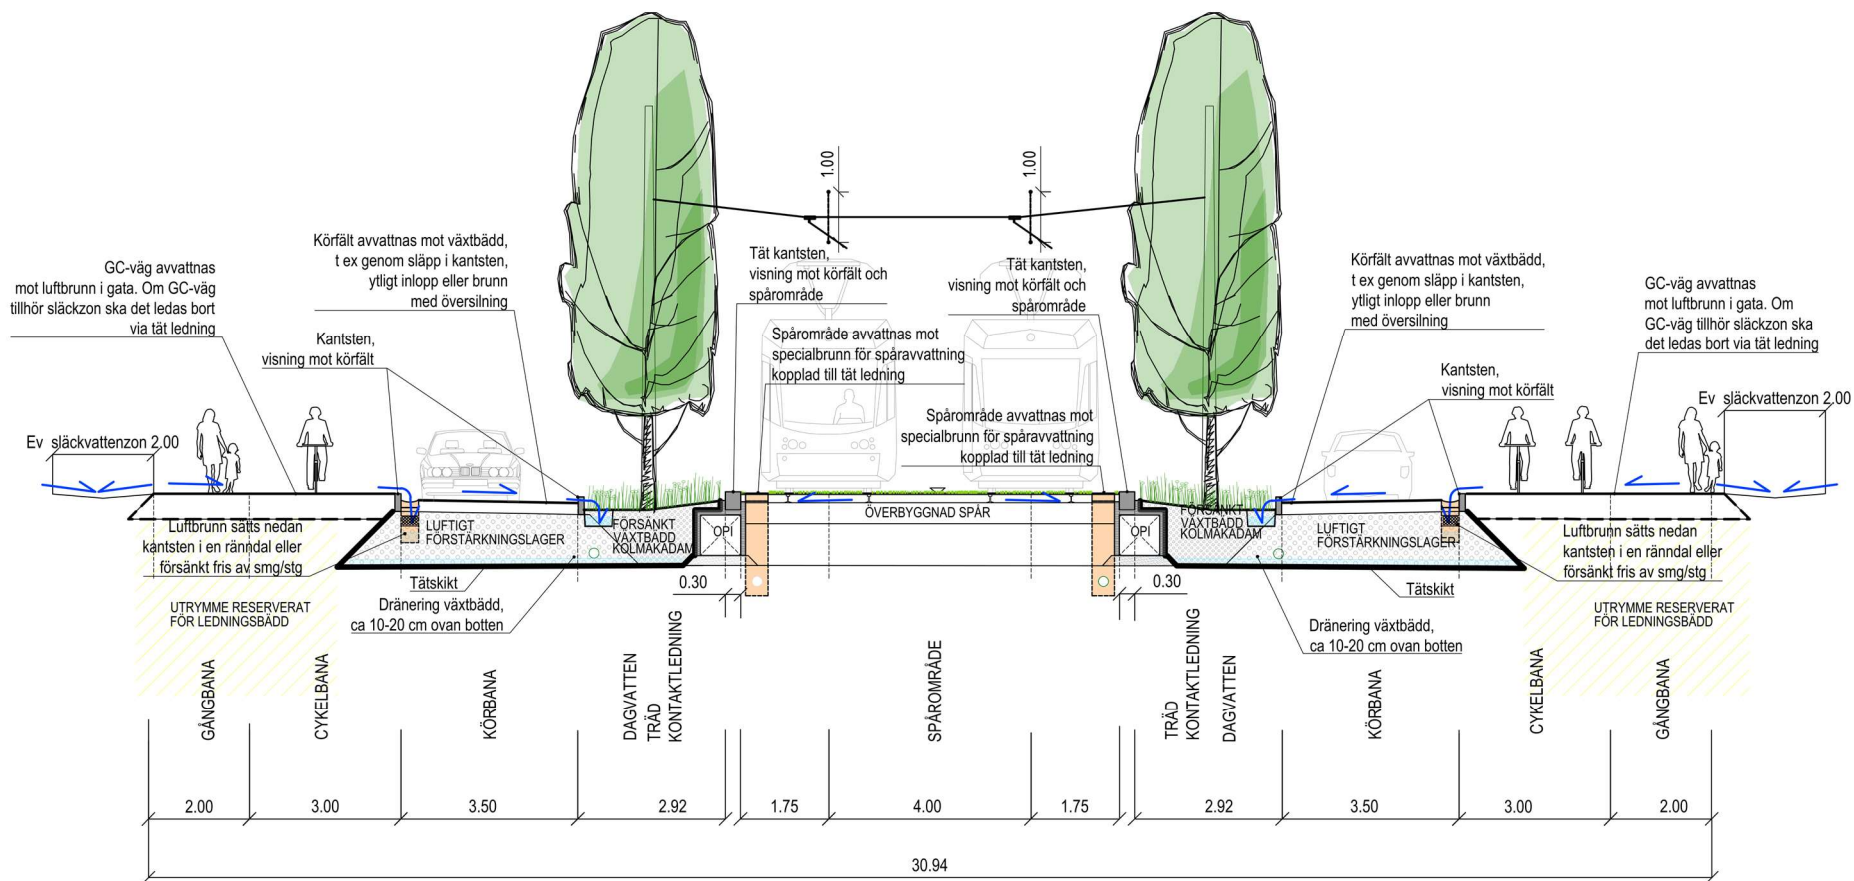 1.00
1.00
GC-väg avvattnas
mot luftbrunn i gata. Om GC-väg
tillhör släckzon ska det ledas bort
via tät ledning
Körfält avvattnas mot växtbädd,
t ex genom släpp i kantsten,
ytligt inlopp eller brunn
med översilning
Kantsten,
visning mot körfält
Tät kantsten,
visning mot körfält och
spårområde
Tät kantsten,
visning mot körfält och
spårområde
Spårområde avvattnas mot
specialbrunn för spåravvattning
kopplad till tät ledning
Spårområde avvattnas mot
specialbrunn för spåravvattning
kopplad till tät ledning
Körfält avvattnas mot växtbädd,
t ex genom släpp i kantsten,
ytligt inlopp eller brunn
med översilning
GC-väg avvattnas
mot luftbrunn i gata. Om
GC-väg tillhör släckzon ska
det ledas bort via tät ledning
Kantsten,
visning mot körfält
Ev släckvattenzon 2.00
Ev släckvattenzon 2.00
Luftbrunn sätts nedan
kantsten i en ränndal eller
försänkt fris av smg/stg
LUFTIGT
FÖRSTÄRKNINGSLAGER
FÖRSÄNKT
VÄXTBÄDD
KOLMAKADAM
OPI
ÖVERBYGGNAD SPÅR
OPI
FÖRSÄNKT
VÄXTBÄDD
KOLMAKADAM
LUFTIGT
FÖRSTÄRKNINGSLAGER
Luftbrunn sätts nedan
kantsten i en ränndal eller
försänkt fris av smg/stg
Tätskikt
0.30
0.30
Tätskikt
UTRYMME RESERVERAT
FÖR LEDNINGSBÄDD
Dränering växtbädd,
ca 10-20 cm ovan botten
Dränering växtbädd,
ca 10-20 cm ovan botten
UTRYMME RESERVERAT
FÖR LEDNINGSBÄDD
GÅNGBANA
CYKELBANA
KÖRBANA
DAGVATTEN
TRÄD
KONTAKTLEDNING
SPÅROMRÅDE
TRÄD
KONTAKTLEDNING
DAGVATTEN
KÖRBANA
CYKELBANA
GÅNGBANA
2.00
3.00
3.50
2.92
1.75
4.00
1.75
2.92
3.50
3.00
2.00
30.94